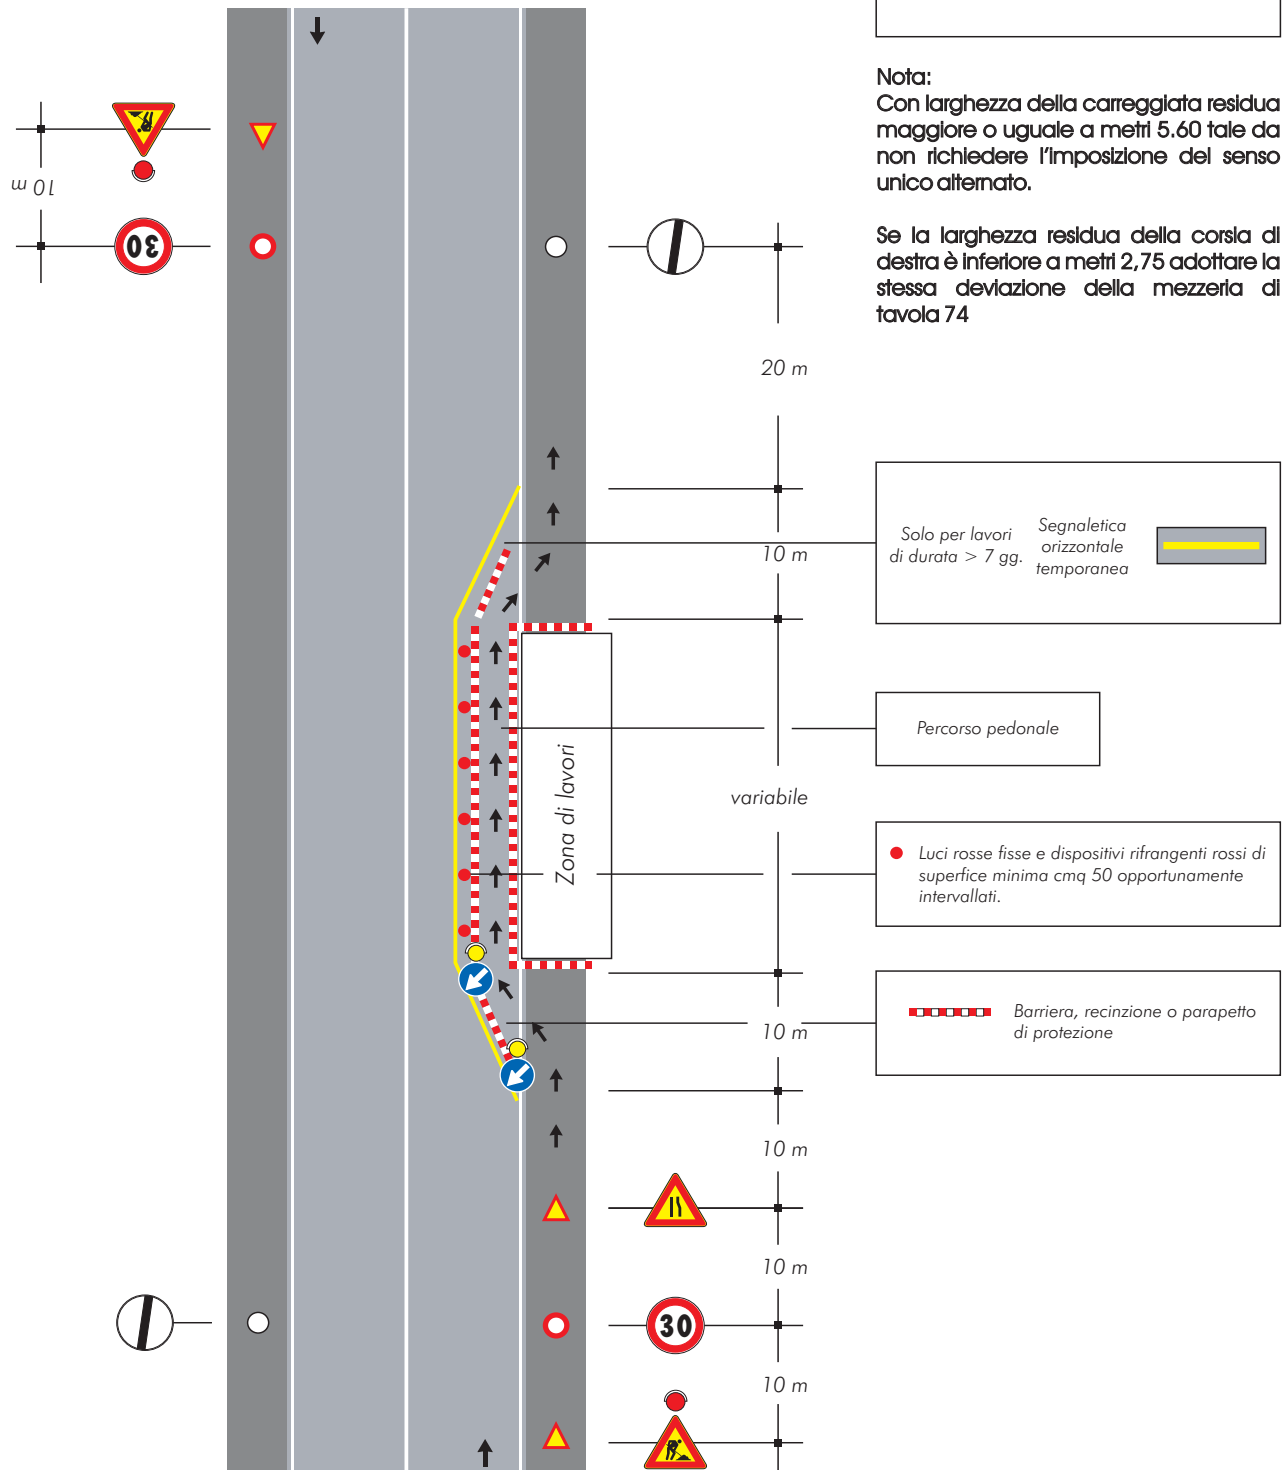 Nota:
Con larghezza della carreggiata residua
maggiore o uguale a metri 5.60 tale da
non richiedere l'imposizione del senso
unico alternato.
Se la larghezza residua della corsia di
destra è inferiore a metri 2,75 adottare la
stessa deviazione della mezzeria di
tavola 74
10 m
30
20 m
10 m
Solo per lavori
di durata > 7 gg.
Segnaletica
orizzontale
temporanea
Percorso pedonale
Zona di lavori
variabile
Luci rosse fisse e dispositivi rifrangenti rossi di
superfice minima cmq 50 opportunamente
intervallati.
Barriera, recinzione o parapetto
di protezione
10 m
10 m
10 m
30
10 m